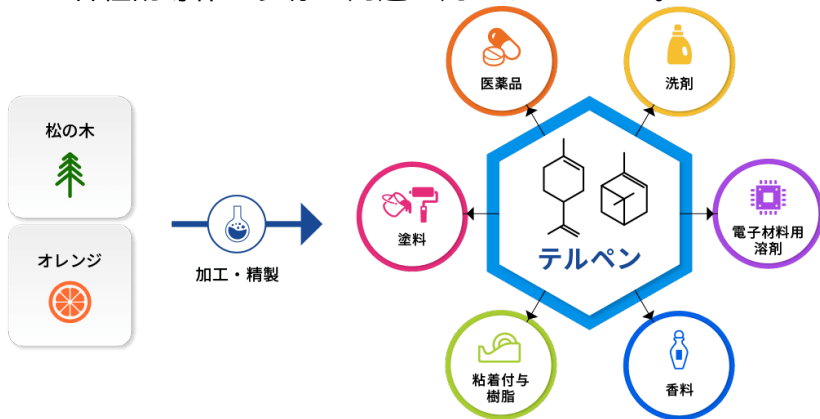 松の木
オレンジ
加工・精製
医薬品
洗剤
塗料
テルペン
電子材料用
溶剤
粘着付与
樹脂
香料